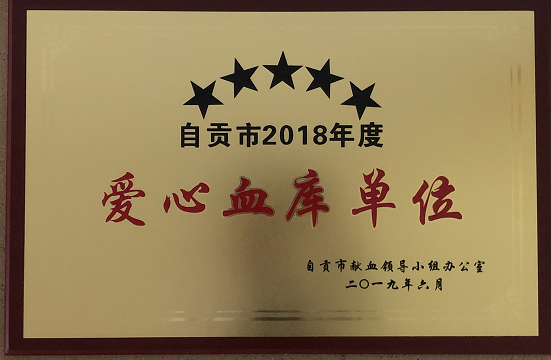 自贡市2018年度
爱心血库单位
自贡市献血领导小组办公室
二〇一九年六月